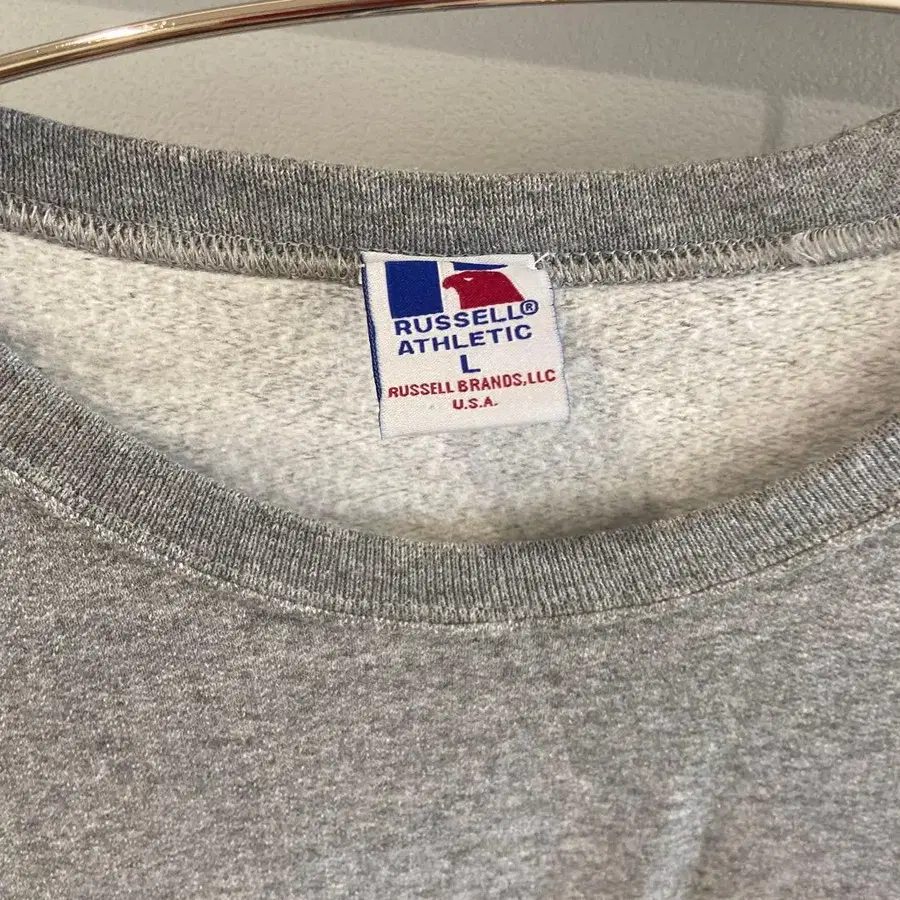 RUSSELL®
ATHLETIC
L
RUSSELL BRANDS, LLC
U.S.A.